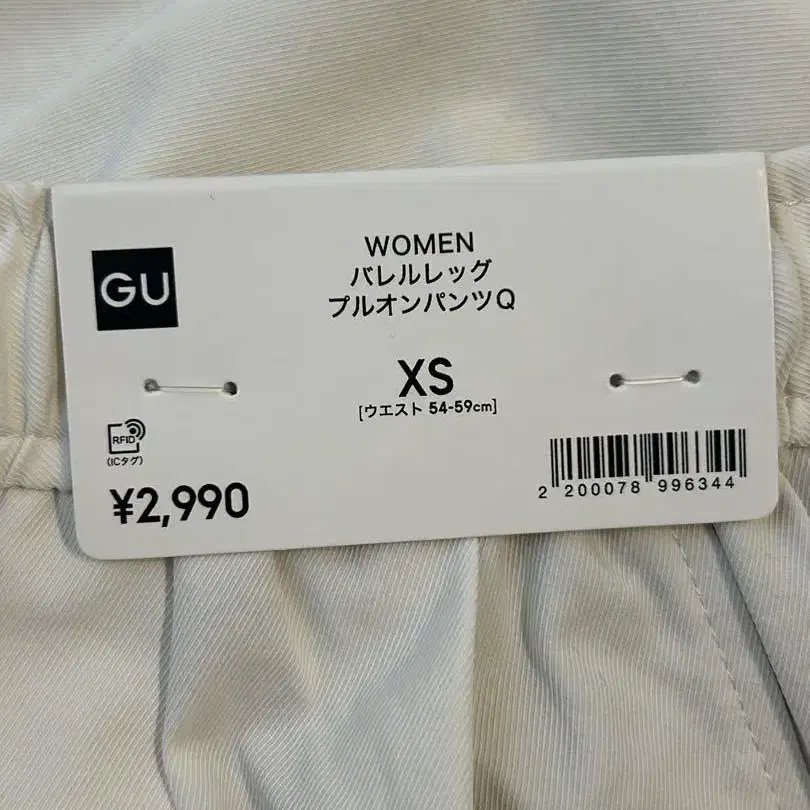 GU
WOMEN
バレルレッグ
プルオンパンツQ
XS
[ウエスト 54-59cm]
RFID
(ICタグ)
¥2,990
2 200078 996344